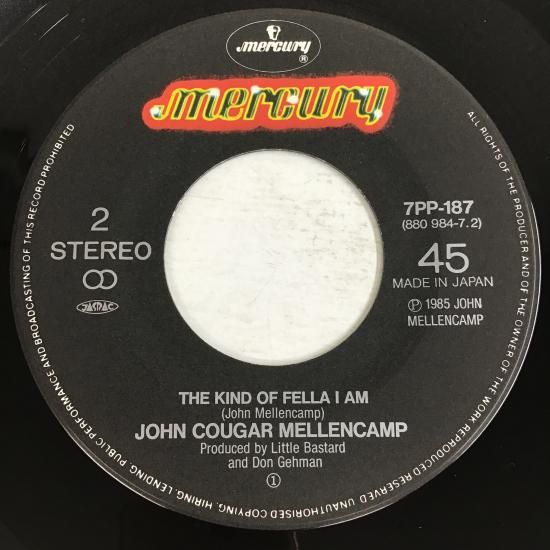 mercury
®
mercury
2
STEREO
∞
JASRAC
7PP-187
(880 984-7.2)
45
MADE IN JAPAN
Ⓟ 1985 JOHN
MELLENCAMP
THE KIND OF FELLA I AM
(John Mellencamp)
JOHN COUGAR MELLENCAMP
Produced by Little Bastard
and Don Gehman
①
ALL RIGHTS OF THE PRODUCER AND OF THE OWNER OF THE WORK REPRODUCED RESERVED UNAUTHORISED COPYING, HIRING, LENDING, PUBLIC PERFORMANCE AND BROADCASTING OF THIS RECORD PROHIBITED